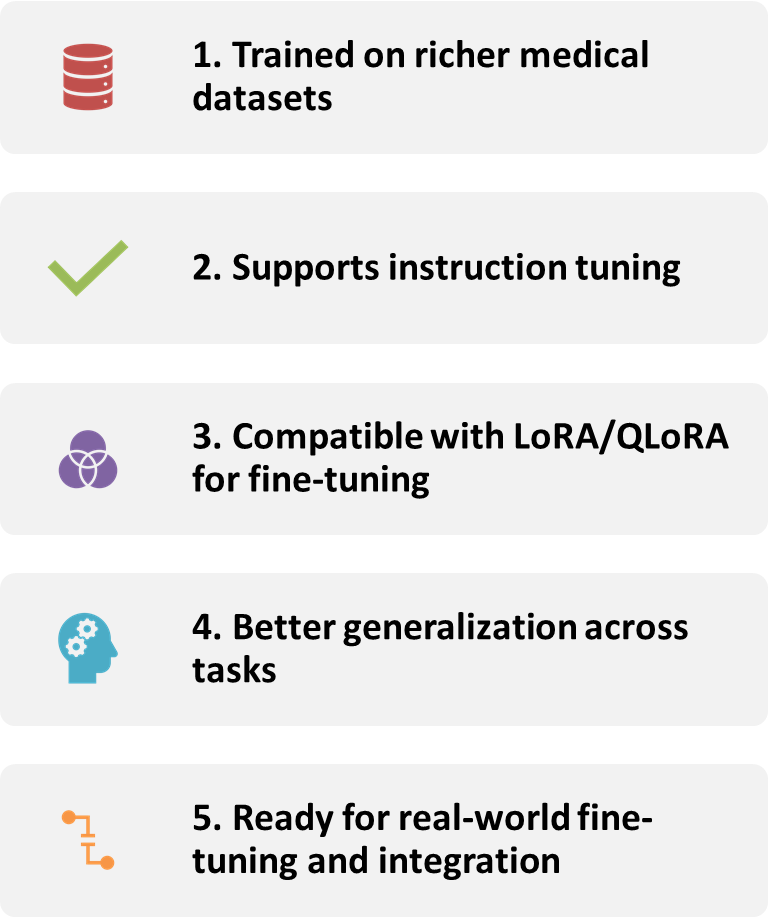 1. Trained on richer medical
datasets
2. Supports instruction tuning
3. Compatible with LoRA/QLoRA
for fine-tuning
4. Better generalization across
tasks
5. Ready for real-world fine-
tuning and integration